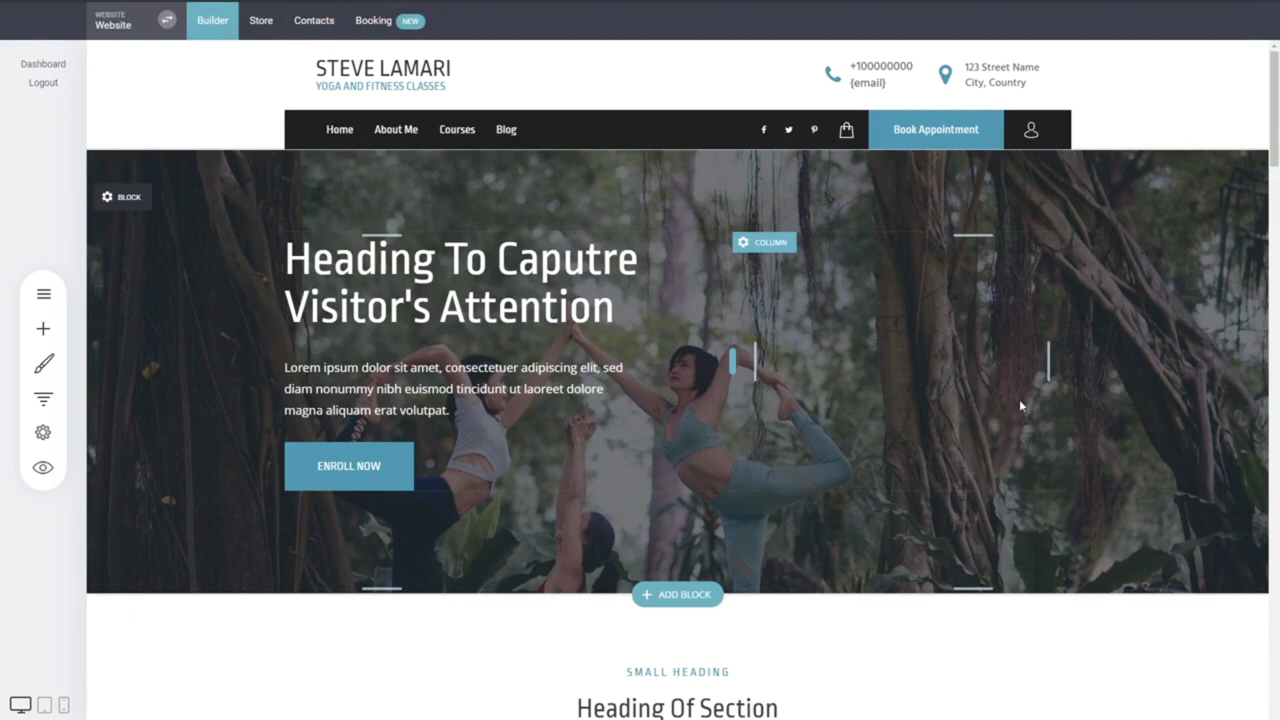 WEBSITE
Website
Builder
Store
Contacts
Booking NEW
Dashboard
Logout
STEVE LAMARI
YOGA AND FITNESS CLASSES
+100000000
{email}
123 Street Name
City, Country
Home
About Me
Courses
Blog
Book Appointment
BLOCK
COLUMN
Heading To Caputre
Visitor's Attention
Lorem ipsum dolor sit amet, consectetuer adipiscing elit, sed
diam nonummy nibh euismod tincidunt ut laoreet dolore
magna aliquam erat volutpat.
ENROLL NOW
ADD BLOCK
SMALL HEADING
Heading Of Section